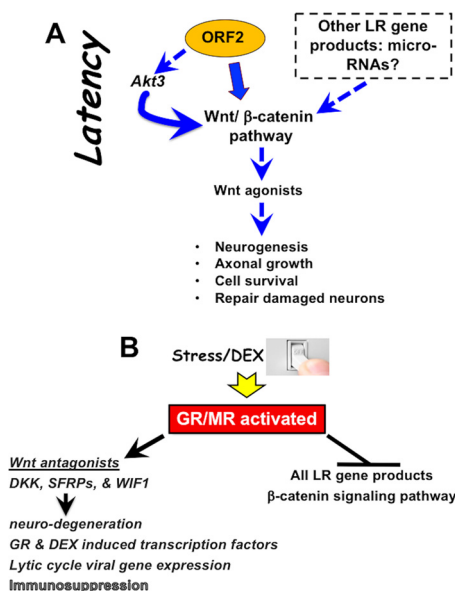 A
Latency
ORF2
Akt3
Other LR gene
products: micro-
RNAs?
Wnt/ β-catenin
pathway
Wnt agonists
• Neurogenesis
• Axonal growth
• Cell survival
• Repair damaged neurons
B
Stress/DEX
GR/MR activated
Wnt antagonists
DKK, SFRPs, & WIF1
All LR gene products
β-catenin signaling pathway
neuro-degeneration
GR & DEX induced transcription factors
Lytic cycle viral gene expression
Immunosuppression